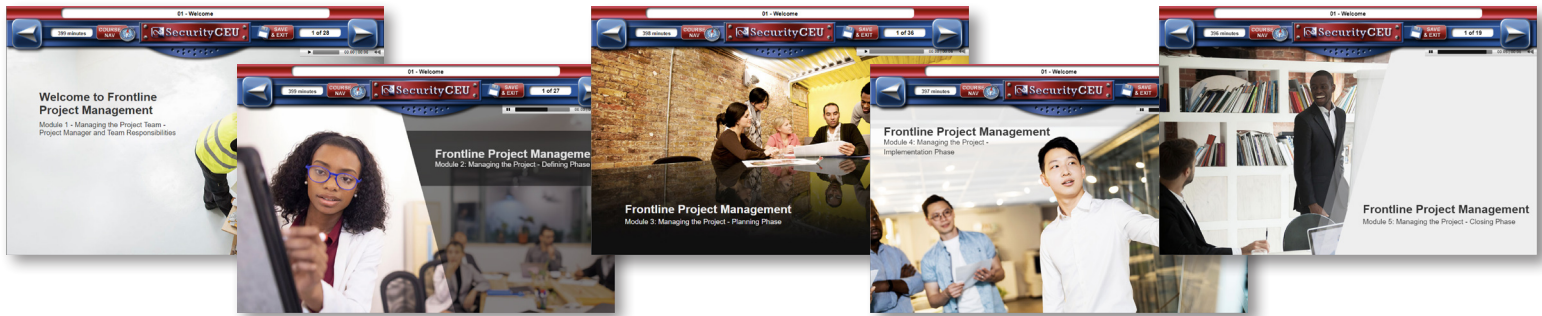 01 - Welcome
399 minutes
COURSE
NAV
SecurityCEU
SAVE
& EXIT
1 of 28
Welcome to Frontline
Project Management
Module 1 - Managing the Project Team -
Project Manager and Team Responsibilities
01 - Welcome
399 minutes
COURSE
NAV
SecurityCEU
SAVE
& EXIT
1 of 27
Frontline Project Manageme
Module 2: Managing the Project - Defining Phase
01 - Welcome
398 minutes
COURSE
NAV
SecurityCEU
SAVE
& EXIT
1 of 36
Frontline Project Management
Module 3: Managing the Project - Planning Phase
01 - Welcome
397 minutes
COURSE
NAV
SecurityCEU
SAVE
& EXIT
Frontline Project Management
Module 4: Managing the Project -
Implementation Phase
01 - Welcome
396 minutes
COURSE
NAV
SecurityCEU
SAVE
& EXIT
1 of 19
Frontline Project Management
Module 5: Managing the Project - Closing Phase